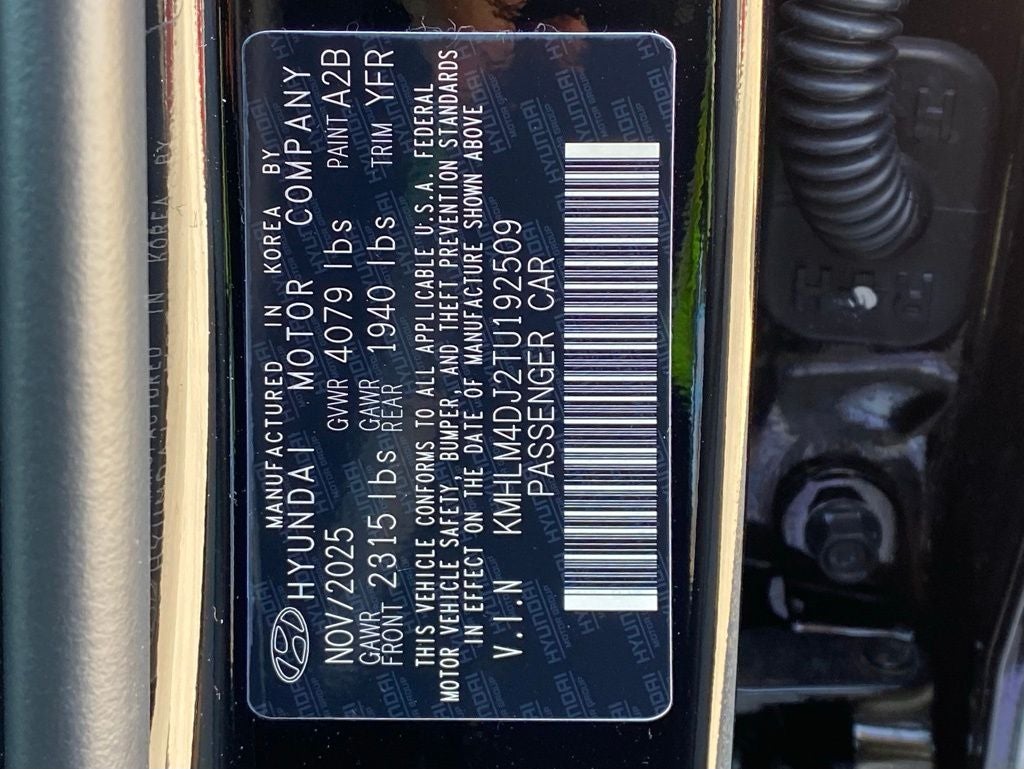 MANUFACTURED IN KOREA BY
HYUNDAI MOTOR COMPANY
NOV/2025 GVWR 4079 lbs PAINT A2B
GAWR FRONT 2315 lbs GAWR REAR 1940 lbs TRIM YFR
THIS VEHICLE CONFORMS TO ALL APPLICABLE U.S.A. FEDERAL
MOTOR VEHICLE SAFETY, BUMPER, AND THEFT PREVENTION STANDARDS
IN EFFECT ON THE DATE OF MANUFACTURE SHOWN ABOVE
V.I.N KMHLM4DJ2TU192509
PASSENGER CAR